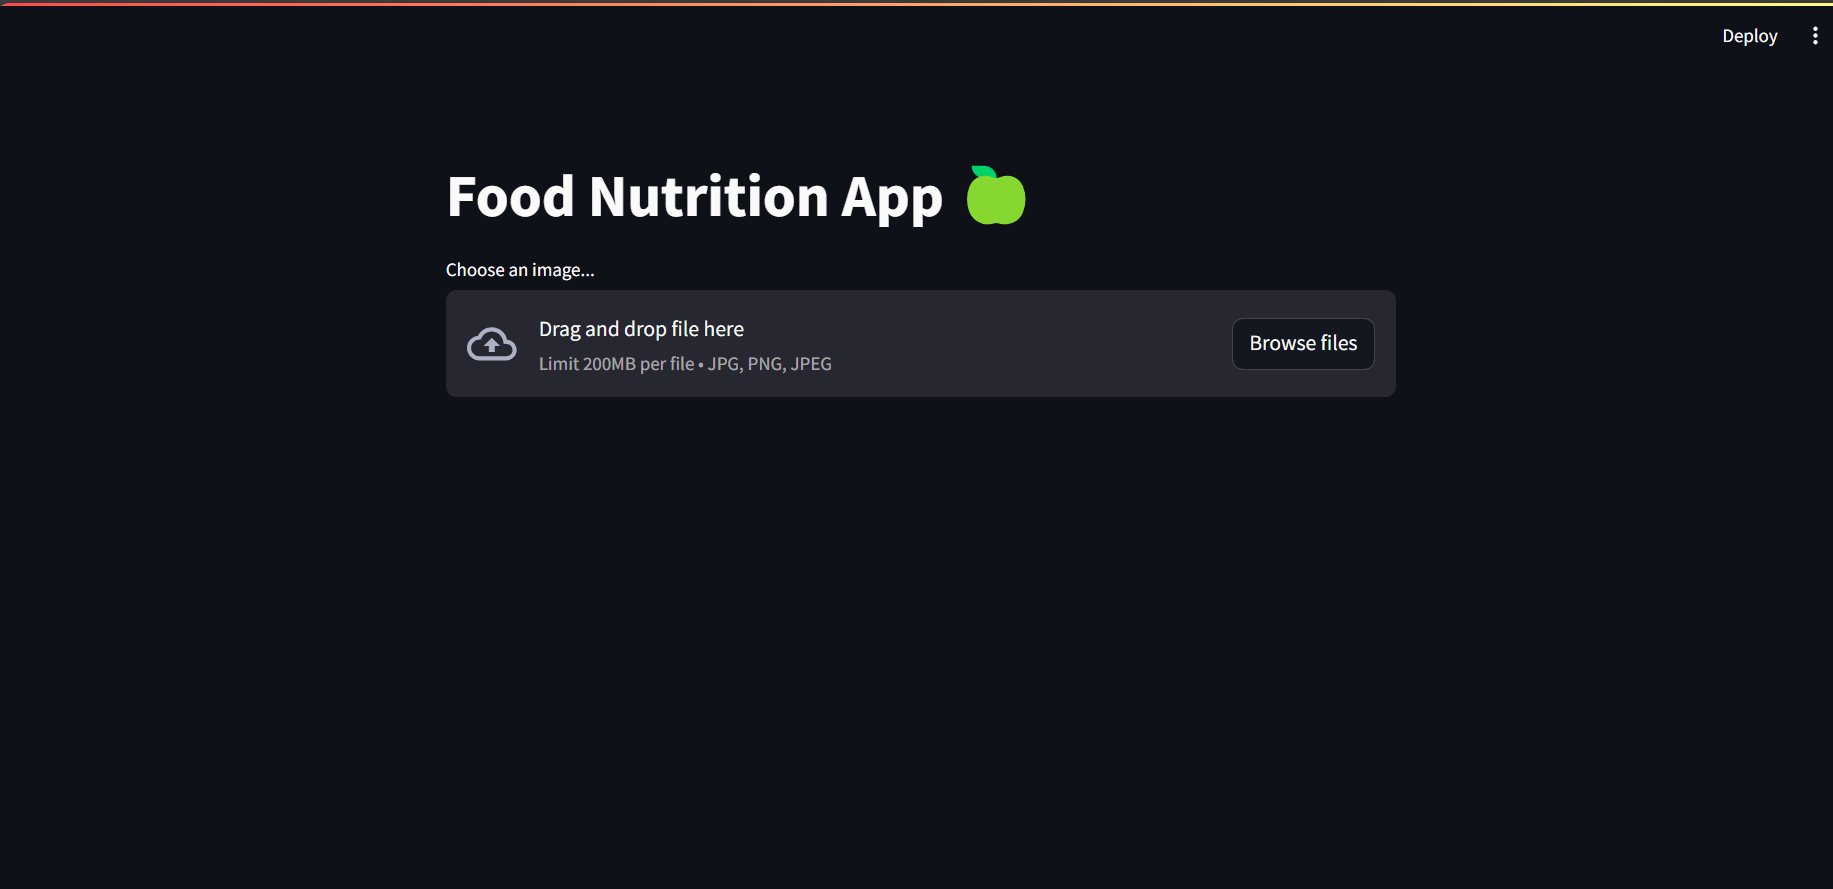 Deploy
Food Nutrition App
Choose an image...
Drag and drop file here
Limit 200MB per file • JPG, PNG, JPEG
Browse files